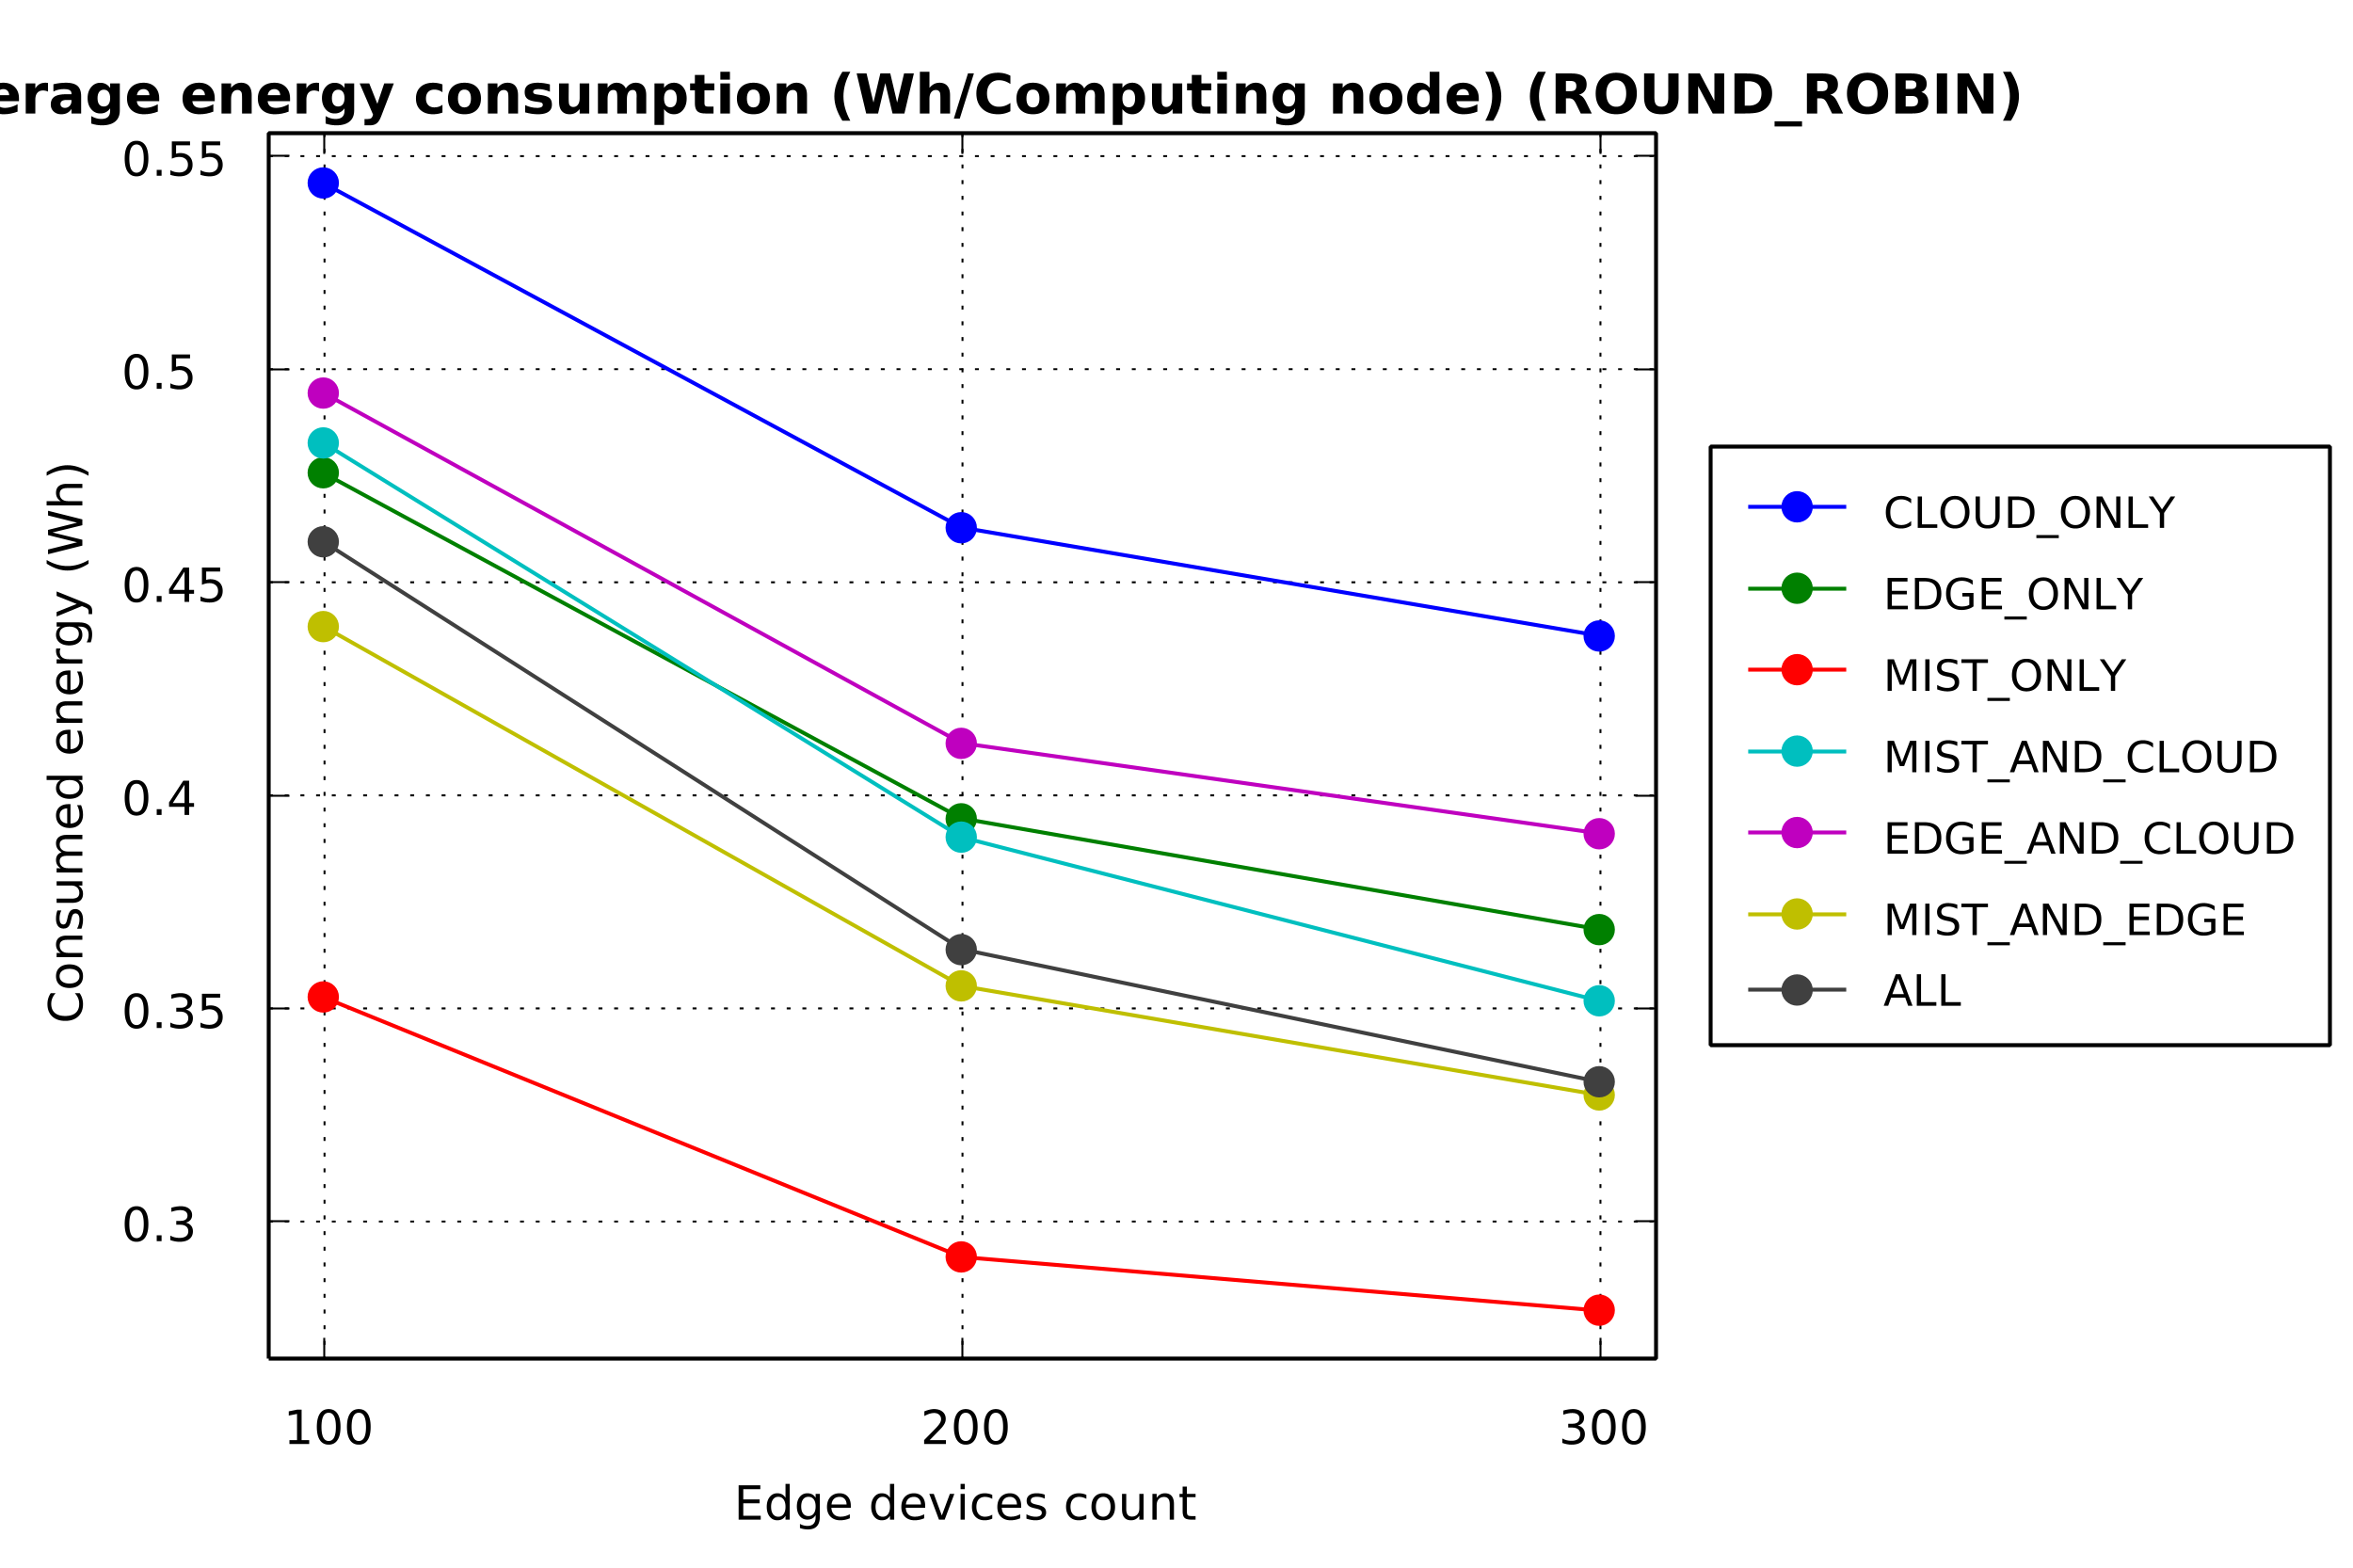 erage energy consumption (Wh/Computing node) (ROUND_ROBIN)
0.55
0.5
0.45
0.4
0.35
0.3
Consumed energy (Wh)
100 200 300
Edge devices count
CLOUD_ONLY
EDGE_ONLY
MIST_ONLY
MIST_AND_CLOUD
EDGE_AND_CLOUD
MIST_AND_EDGE
ALL